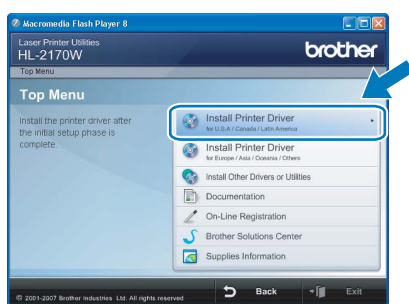 Macromedia Flash Player 8
Laser Printer Utilities
HL-2170W
brother
Top Menu
Top Menu
Install the printer driver after
the initial setup phase is
complete.
Install Printer Driver
for U.S.A / Canada / Latin America
Install Printer Driver
for Europe / Asia / Oceania / Others
Install Other Drivers or Utilities
Documentation
On-Line Registration
Brother Solutions Center
Supplies Information
© 2001-2007 Brother Industries Ltd. All rights reserved
Back
Exit